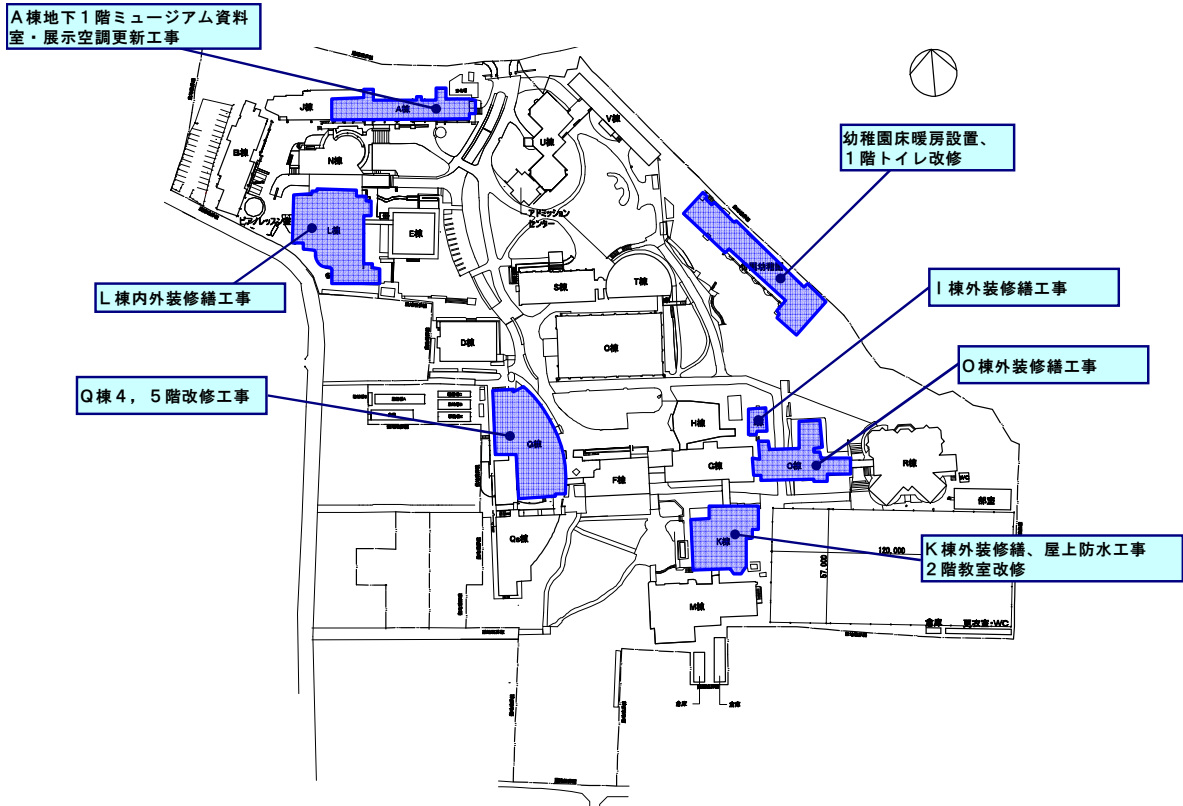 A棟地下1階ミュージアム資料
室・展示空調更新工事
幼稚園床暖房設置、
1階トイレ改修
L棟内外装修繕工事
I棟外装修繕工事
O棟外装修繕工事
Q棟4,5階改修工事
K棟外装修繕、屋上防水工事
2階教室改修
J棟
A棟
B棟
N棟
U棟
V棟
アドミッション
センター
L棟
E棟
S棟
T棟
D棟
C棟
Q棟
H棟
G棟
F棟
O棟
R棟
WC
部室
Qs棟
K棟
M棟
120,000
57,000
倉庫
更衣室・WC
倉庫
倉庫